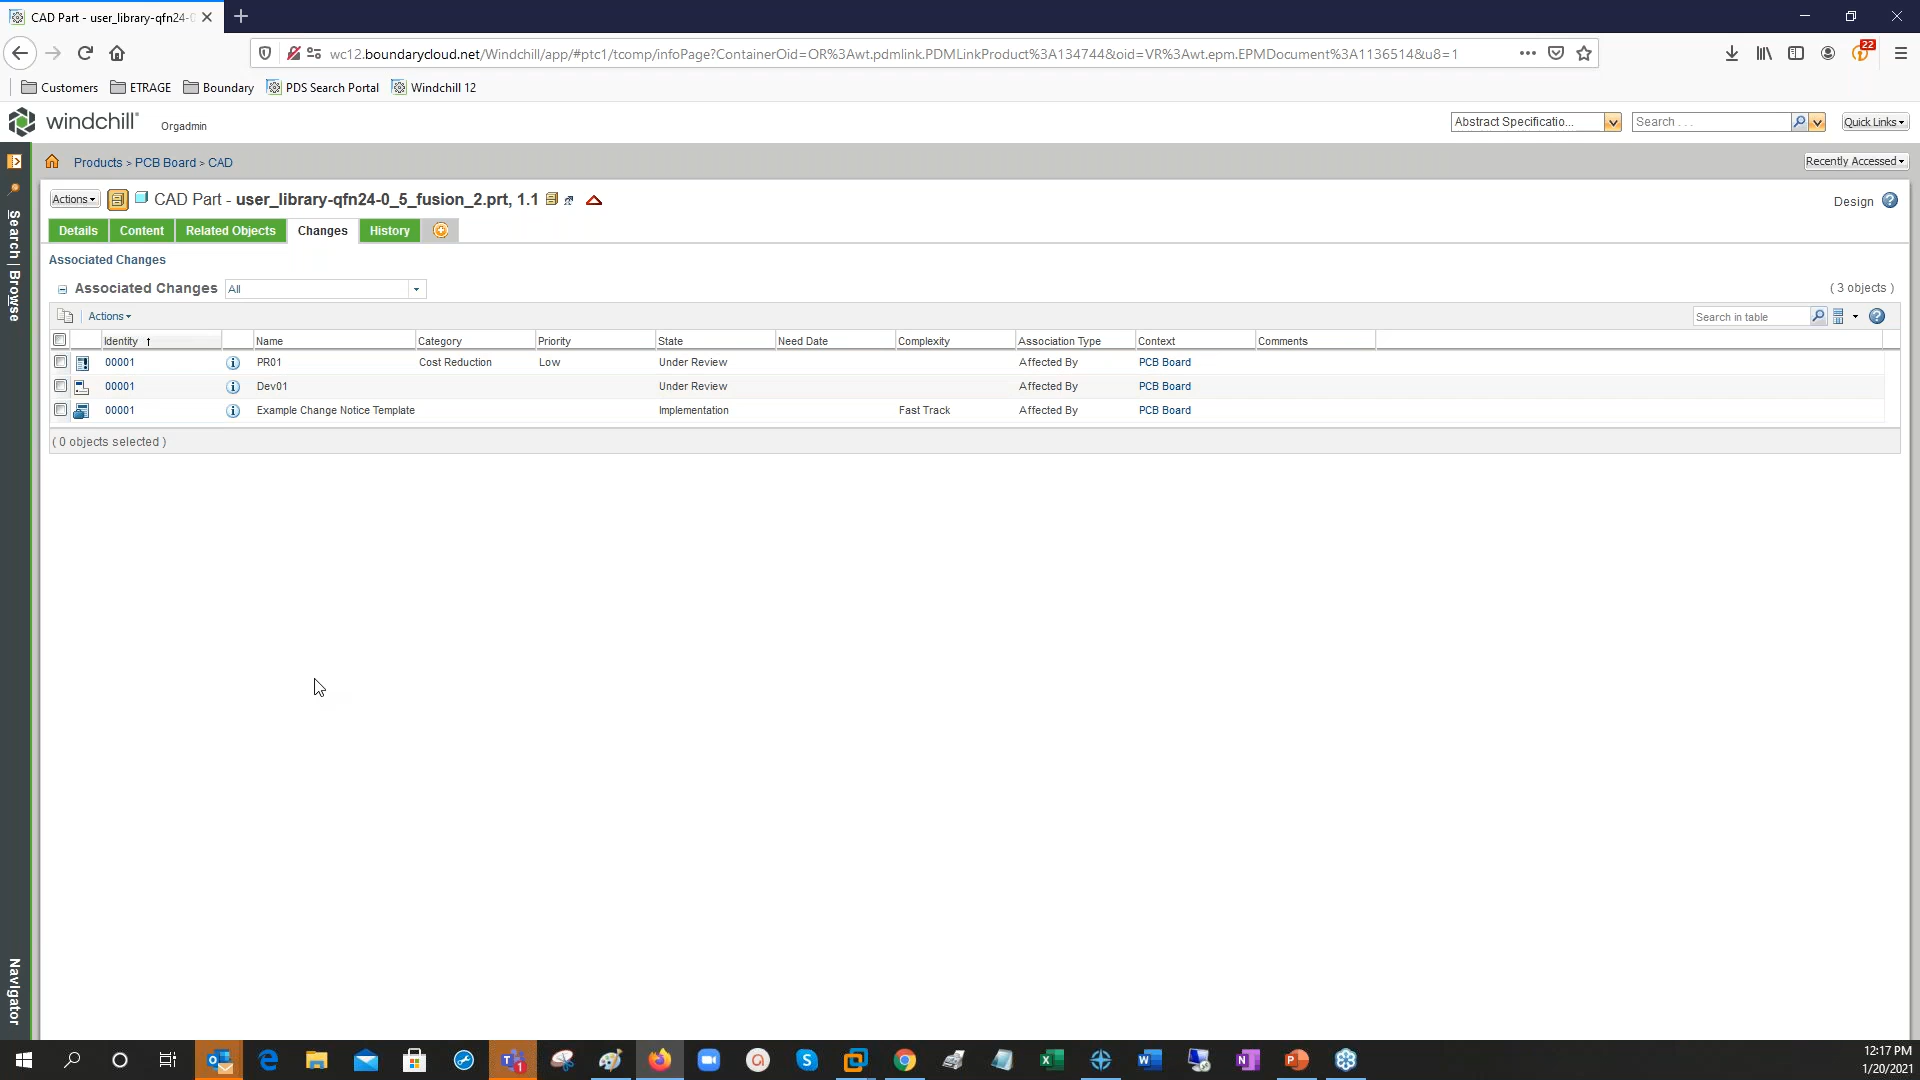 CAD Part - user_library-qfn24-0
wc12.boundarycloud.net/Windchill/app/#ptc1/tcomp/infoPage?ContainerOid=OR%3Awt.pdmlink.PDMLinkProduct%3A134744&oid=VR%3Awt.epm.EPMDocument%3A1136514&u8=1
22
Customers ETRAGE Boundary PDS Search Portal Windchill 12
windchill Orgadmin Abstract Specificatio... Search . . . Quick Links
Products > PCB Board > CAD Recently Accessed
Actions CAD Part - user_library-qfn24-0_5_fusion_2.prt, 1.1 Design
Details Content Related Objects Changes History
Associated Changes
Associated Changes All ( 3 objects )
Actions Search in table
Identity Name Category Priority State Need Date Complexity Association Type Context Comments
00001 PR01 Cost Reduction Low Under Review Affected By PCB Board
00001 Dev01 Under Review Affected By PCB Board
00001 Example Change Notice Template Implementation Fast Track Affected By PCB Board
( 0 objects selected )
Search | Browse
Navigator
12:17 PM
1/20/2021